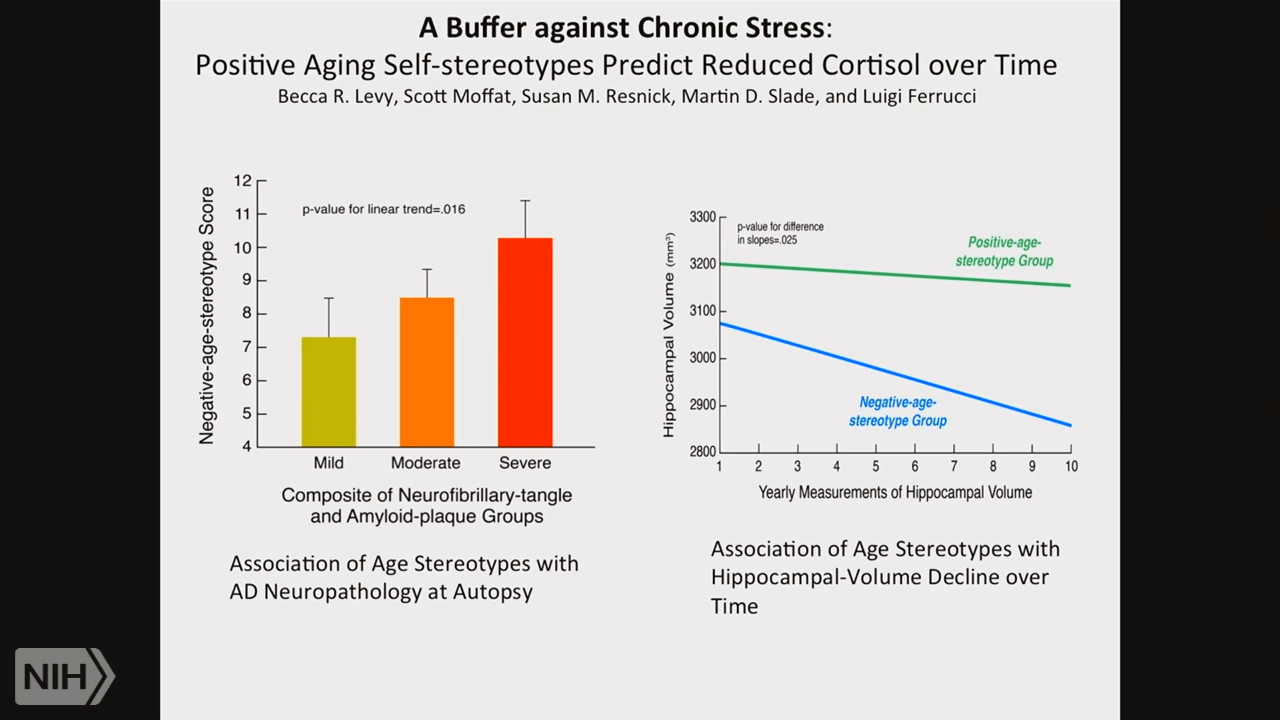 A Buffer against Chronic Stress:
Positive Aging Self-stereotypes Predict Reduced Cortisol over Time
Becca R. Levy, Scott Moffat, Susan M. Resnick, Martin D. Slade, and Luigi Ferrucci
Negative-age-stereotype Score
12
11
10
9
8
7
6
5
4
p-value for linear trend=.016
Mild Moderate Severe
Composite of Neurofibrillary-tangle
and Amyloid-plaque Groups
Association of Age Stereotypes with
AD Neuropathology at Autopsy
Hippocampal Volume (mm³)
3300
3200
3100
3000
2900
2800
p-value for difference
in slopes=.025
Positive-age-
stereotype Group
Negative-age-
stereotype Group
1 2 3 4 5 6 7 8 9 10
Yearly Measurements of Hippocampal Volume
Association of Age Stereotypes with
Hippocampal-Volume Decline over
Time
NIH